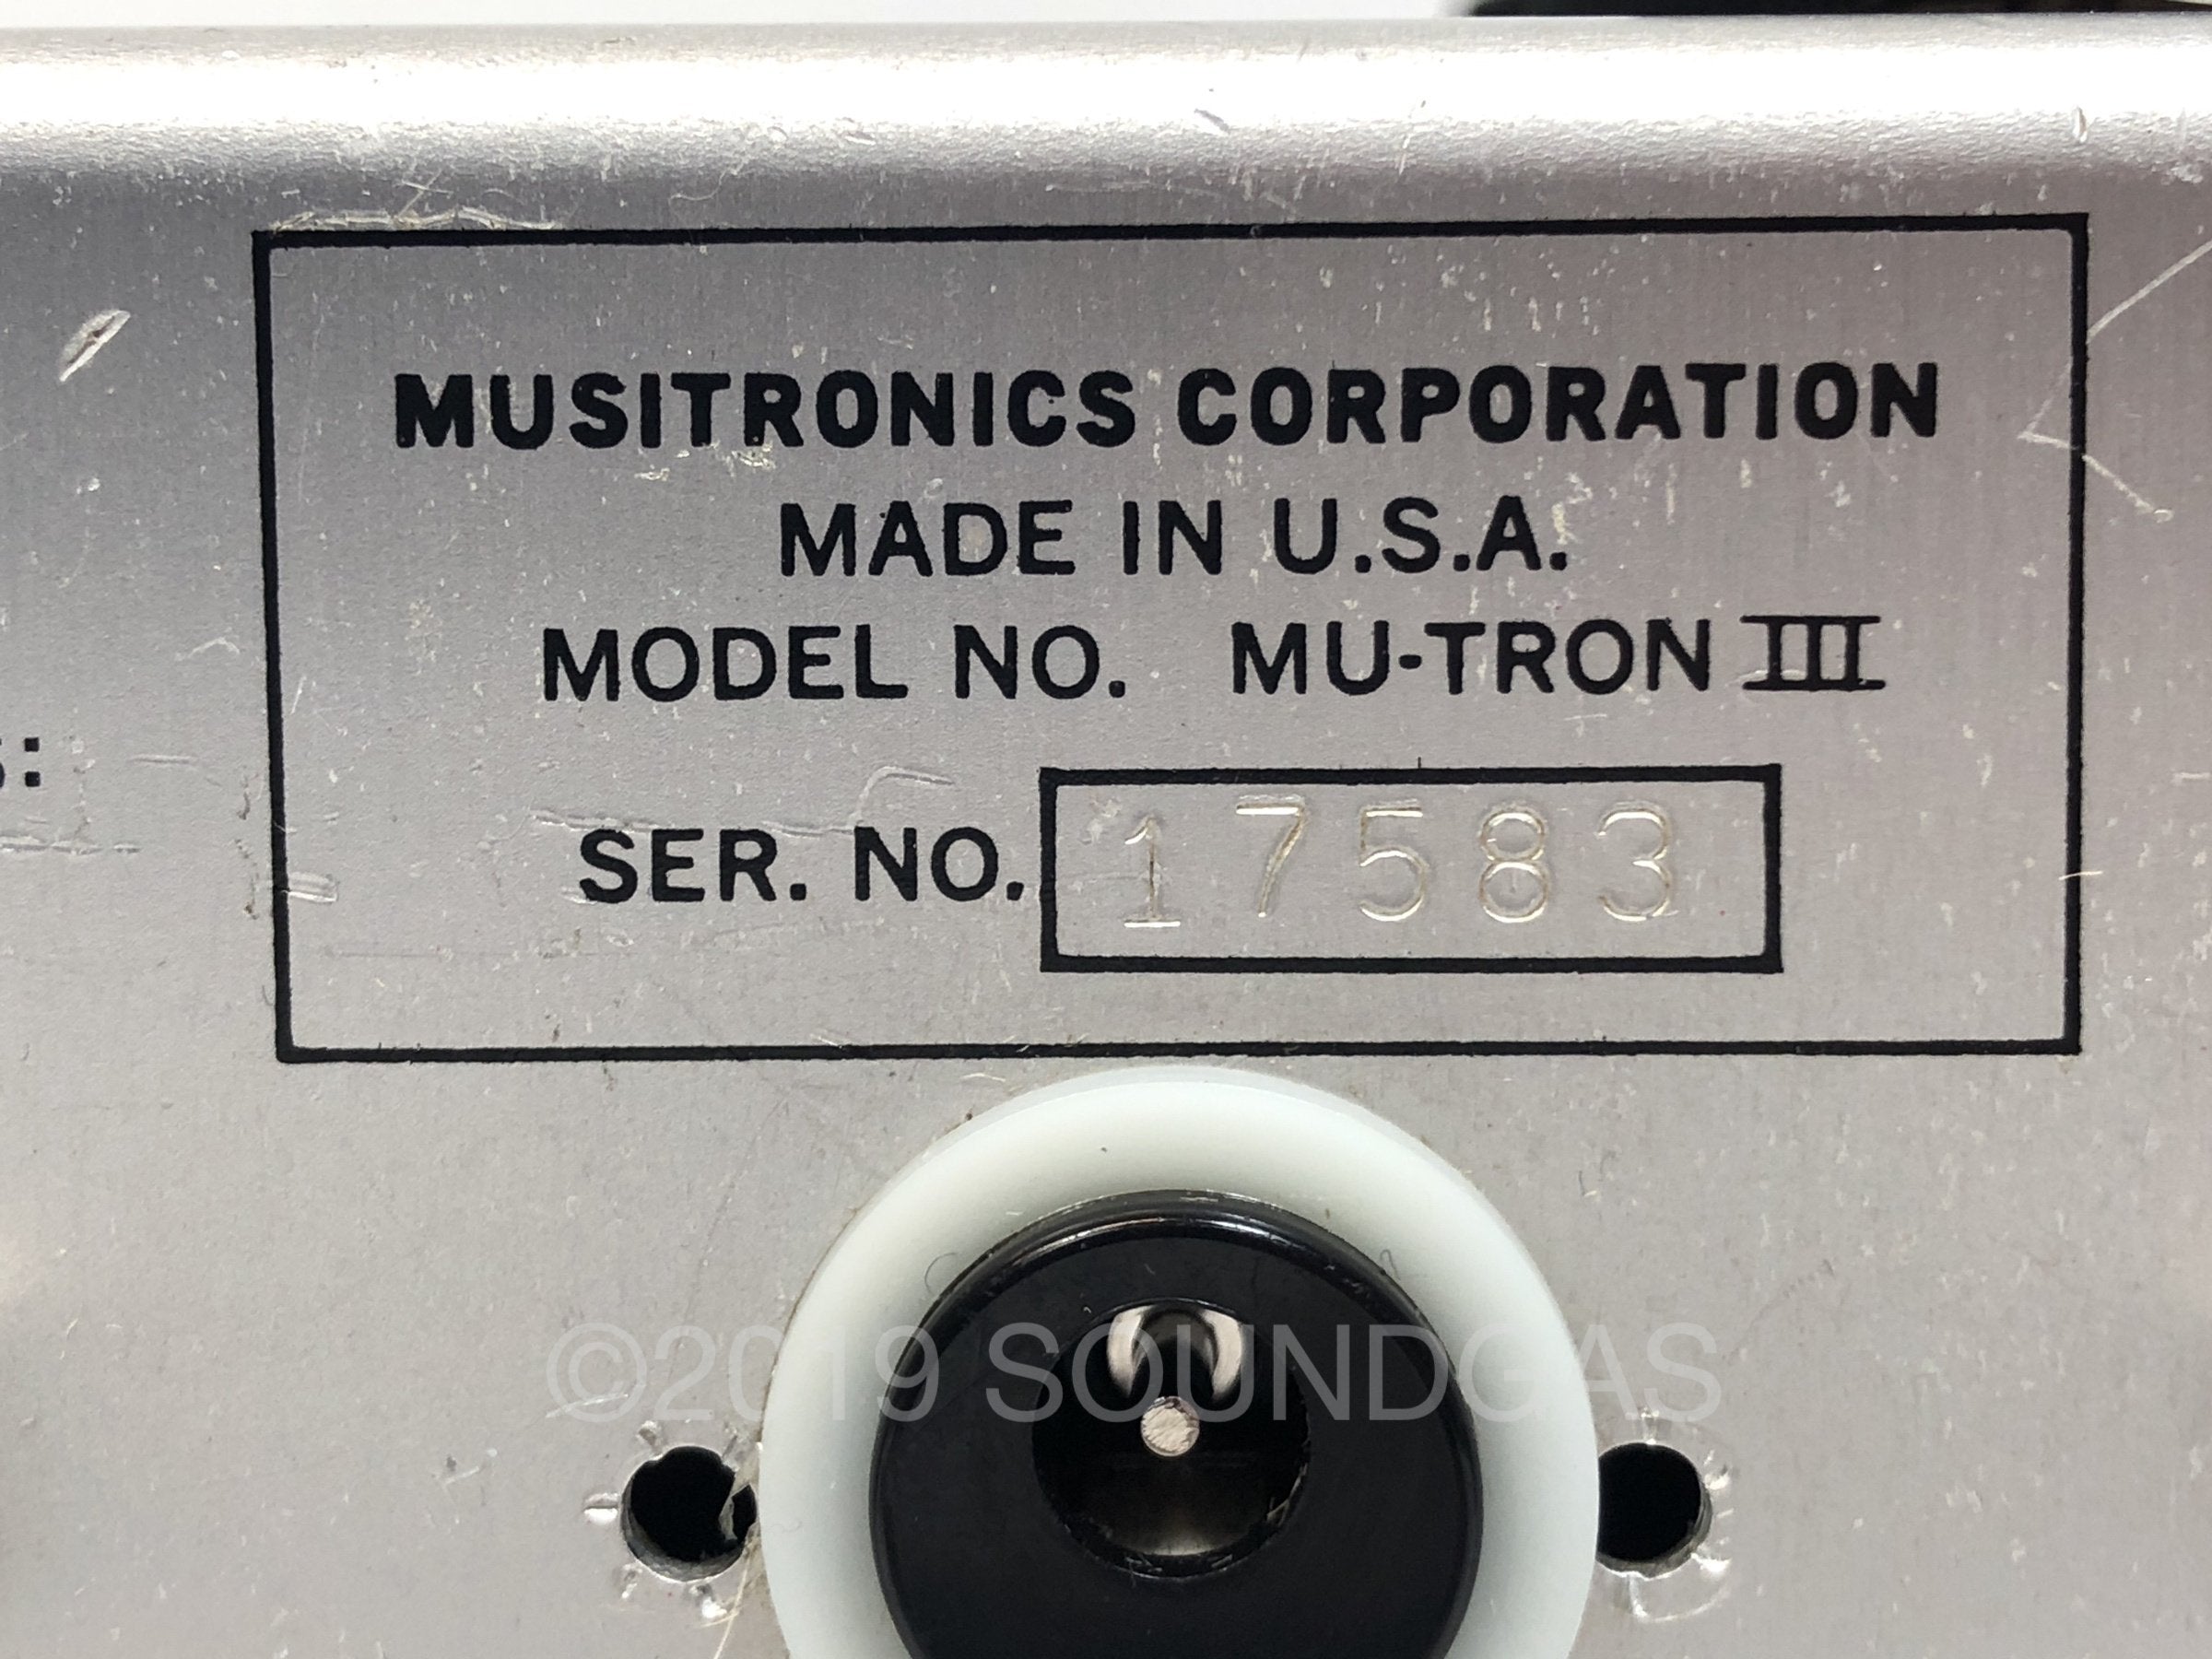 MUSITRONICS CORPORATION
MADE IN U.S.A.
MODEL NO. MU-TRON III
SER. NO. 17583
©2019 SOUNDGAS